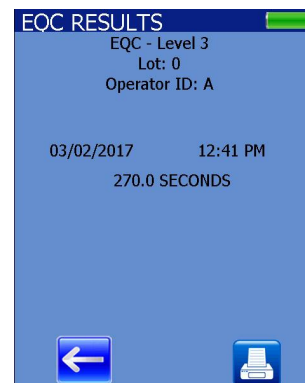 EQC RESULTS
EQC - Level 3
Lot: 0
Operator ID: A
03/02/2017 12:41 PM
270.0 SECONDS